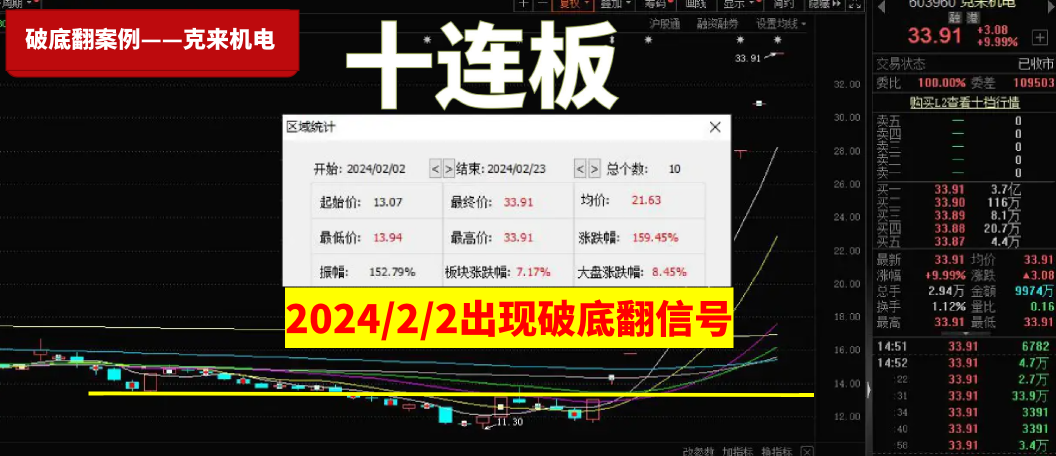 破底翻案例——克来机电
十连板
沪股通 融资融券 设置均线
33.91
区域统计
开始: 2024/02/02 < > 结束: 2024/02/23 < > 总个数: 10
起始价: 13.07 最终价: 33.91 均价: 21.63
最低价: 13.94 最高价: 33.91 涨跌幅: 159.45%
振幅: 152.79% 板块涨跌幅: 7.17% 大盘涨跌幅: 8.45%
2024/2/2出现破底翻信号
11.30
32.00
30.00
28.00
26.00
24.00
22.00
20.00
18.00
16.00
14.00
12.00
改参数 加指标 换指标
603960 克来机电
融 港
33.91 +3.08
+9.99%
交易状态 已收市
委比 100.00% 委差 109503
购买L2查看十档行情
卖五 — 0
卖四 — 0
卖三 — 0
卖二 — 0
卖一 — 0
买一 33.91 3.7亿
买二 33.90 116万
买三 33.89 8.1万
买四 33.88 20.7万
买五 33.87 4.4万
最新 33.91 均价 33.91
涨幅 +9.99% 涨跌 ▲3.08
总手 2.94万 金额 9974万
换手 1.12% 量比 0.16
最高 33.91 最低 33.91
14:51 33.91 6782
14:52 33.91 4.7万
:22 33.91 2.7万
:31 33.91 33.9万
:34 33.91 3391
:40 33.91 3391
:50 33.91 3.4万